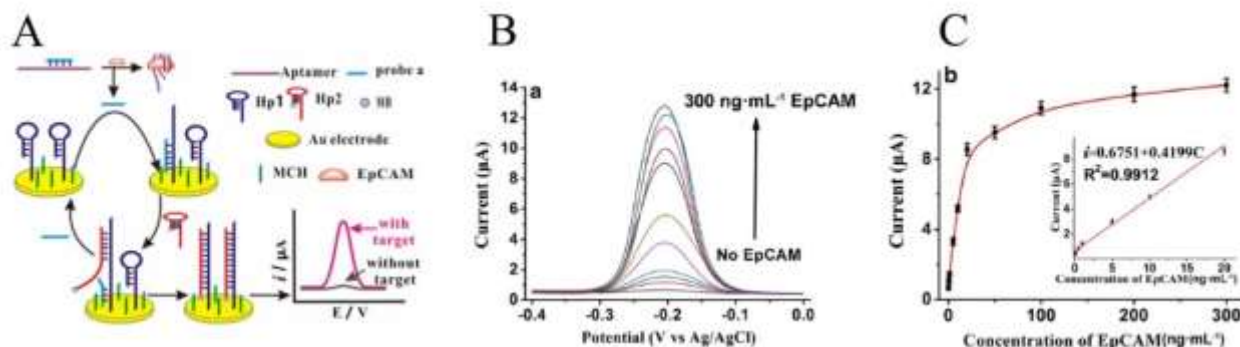 A
Aptamer
probe a
Hp1
Hp2
Au electrode
MCH
EpCAM
i / μA
with
target
without
target
E / V
B
a
300 ng·mL⁻¹ EpCAM
No EpCAM
Current (μA)
14
12
10
8
6
4
2
0
-0.4
-0.3
-0.2
-0.1
0.0
Potential (V vs Ag/AgCl)
C
b
Current (μA)
12
8
4
0
0
100
200
300
Concentration of EpCAM(ng·mL⁻¹)
i=0.6751+0.4199C
R²=0.9912
Current (μA)
8
6
4
2
0
5
10
15
20
Concentration of EpCAM(ng·mL⁻¹)